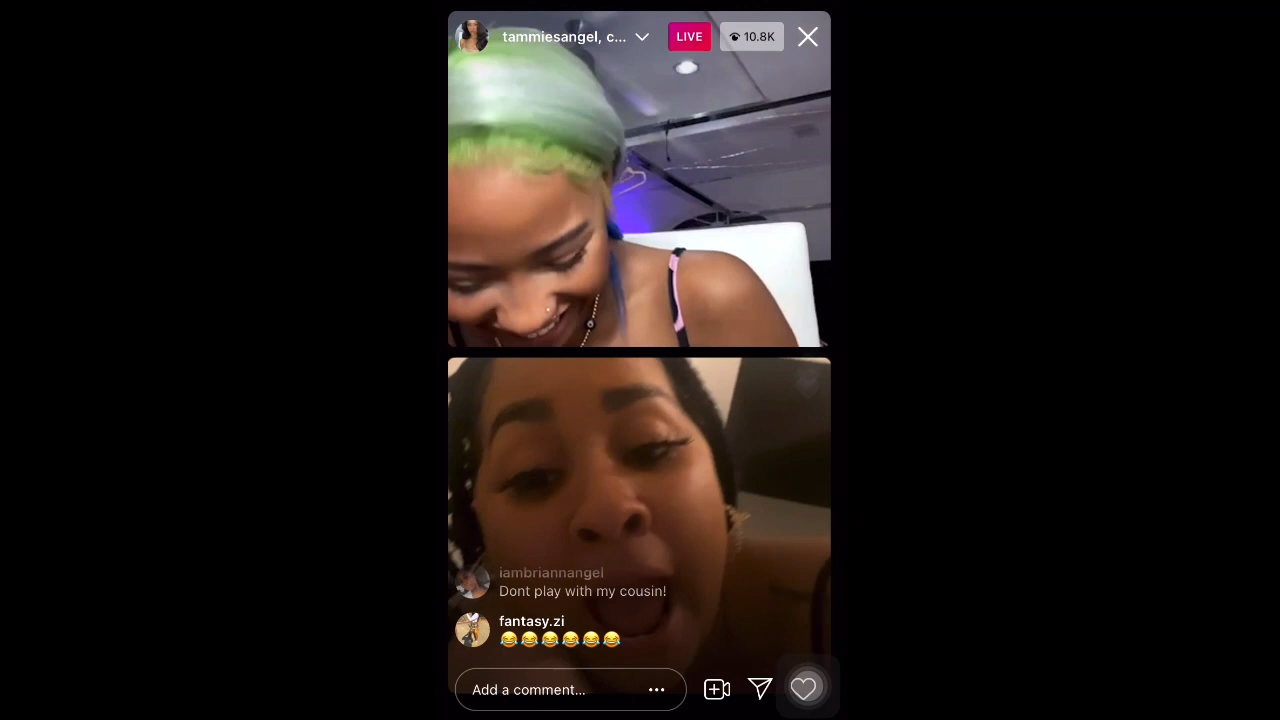 tammiesangel, c...
LIVE
10.8K
iambriannangel
Dont play with my cousin!
fantasy.zi
😂😂😂😂😂😂
Add a comment...